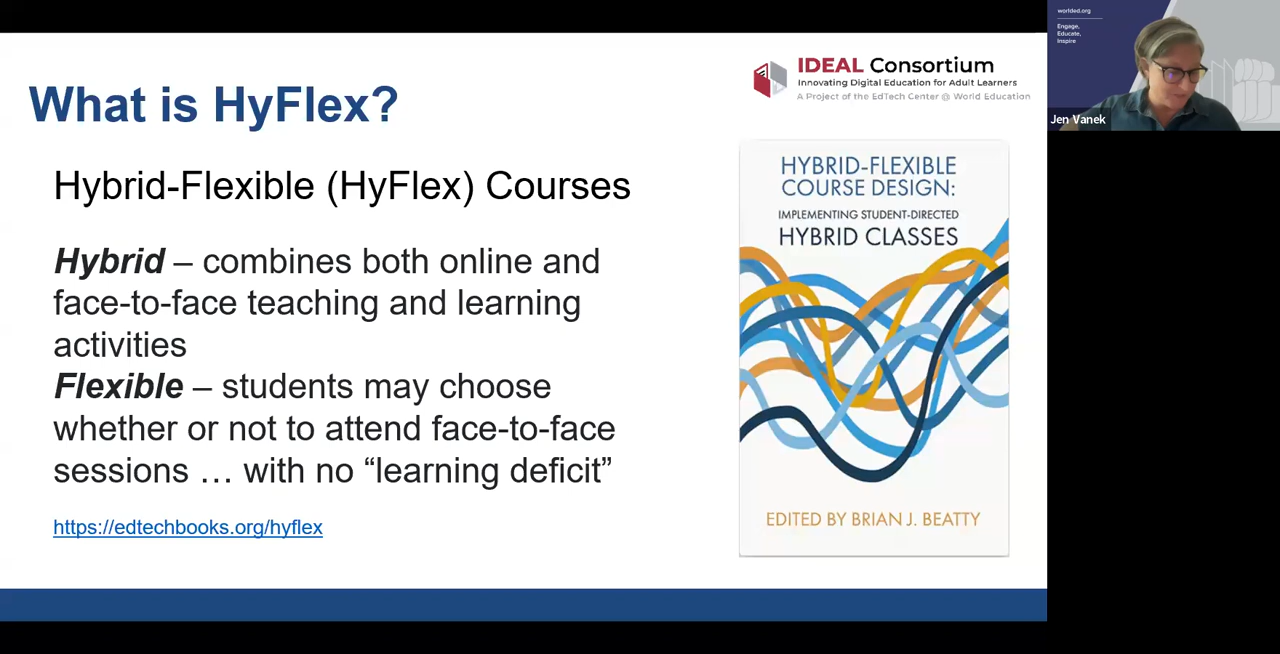 What is HyFlex?
IDEAL Consortium
Innovating Digital Education for Adult Learners
A Project of the EdTech Center @ World Education
Hybrid-Flexible (HyFlex) Courses
Hybrid – combines both online and
face-to-face teaching and learning
activities
Flexible – students may choose
whether or not to attend face-to-face
sessions … with no “learning deficit”
https://edtechbooks.org/hyflex
HYBRID-FLEXIBLE
COURSE DESIGN:
IMPLEMENTING STUDENT-DIRECTED
HYBRID CLASSES
EDITED BY BRIAN J. BEATTY
worlded.org
Engage,
Educate,
Inspire
Jen Vanek